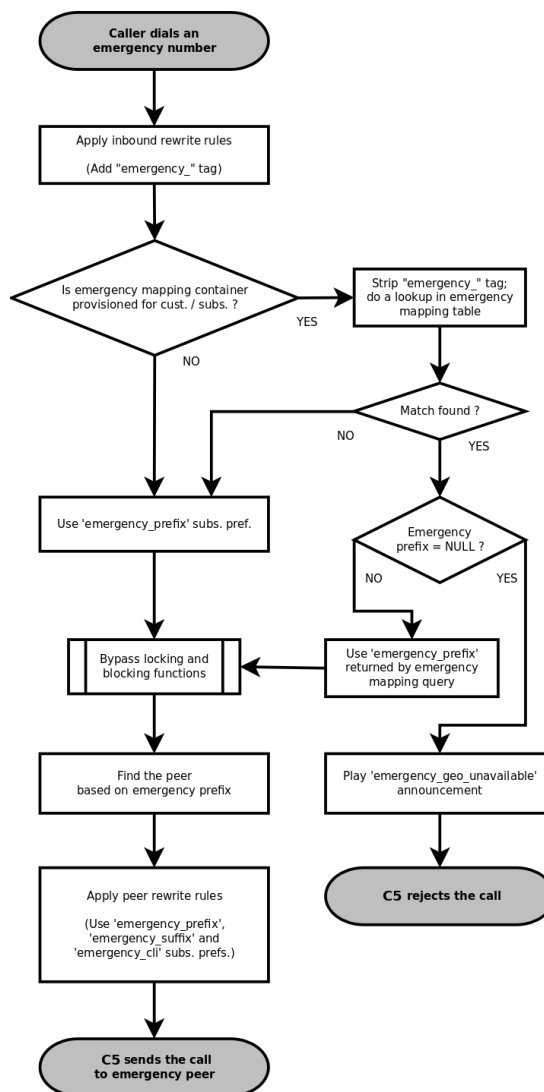 Caller dials an
emergency number
Apply inbound rewrite rules
(Add "emergency_" tag)
Is emergency mapping container
provisioned for cust. / subs. ?
YES
NO
Strip "emergency_" tag;
do a lookup in emergency
mapping table
Match found ?
NO
YES
Use 'emergency_prefix' subs. pref.
Emergency
prefix = NULL ?
NO
YES
Bypass locking and
blocking functions
Use 'emergency_prefix'
returned by emergency
mapping query
Find the peer
based on emergency prefix
Play 'emergency_geo_unavailable'
announcement
Apply peer rewrite rules
(Use 'emergency_prefix',
'emergency_suffix' and
'emergency_cli' subs. prefs.)
C5 rejects the call
C5 sends the call
to emergency peer